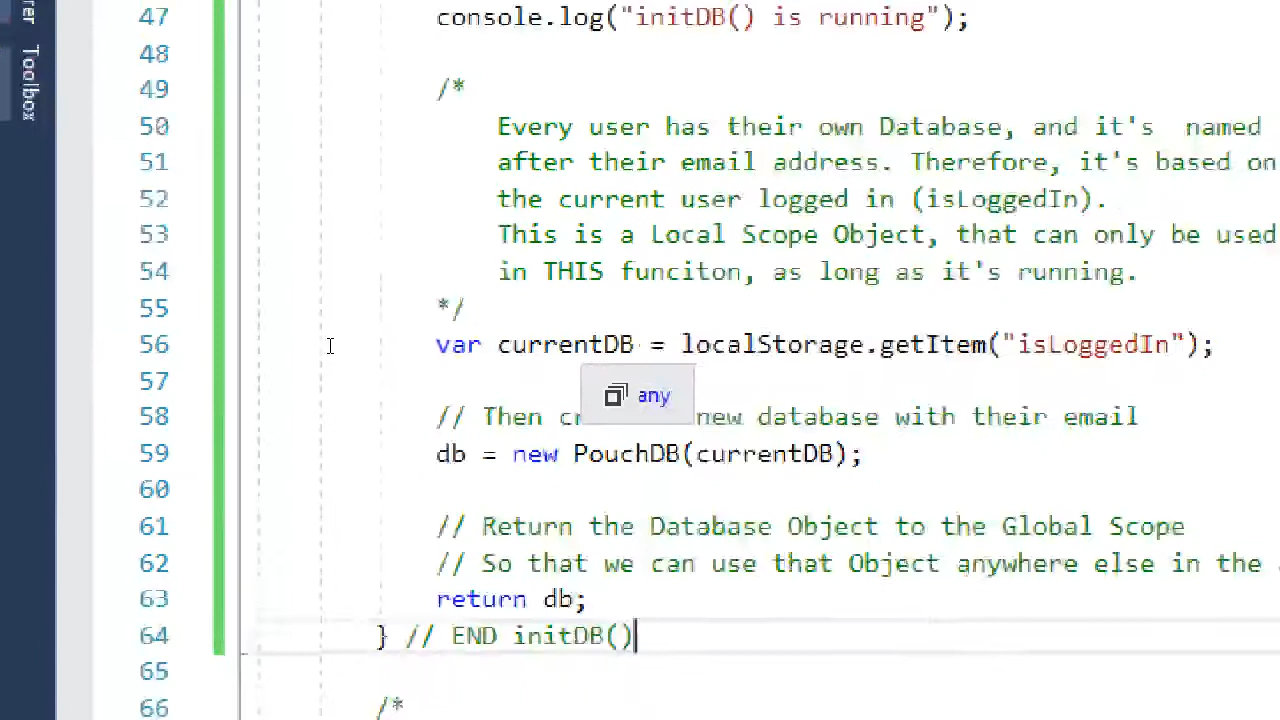 rer
Toolbox
47 console.log("initDB() is running");
48
49 /*
50 Every user has their own Database, and it's named
51 after their email address. Therefore, it's based on
52 the current user logged in (isLoggedIn).
53 This is a Local Scope Object, that can only be used
54 in THIS funciton, as long as it's running.
55 */
56 var currentDB = localStorage.getItem("isLoggedIn");
57
any
58 // Then cr new database with their email
59 db = new PouchDB(currentDB);
60
61 // Return the Database Object to the Global Scope
62 // So that we can use that Object anywhere else in the
63 return db;
64 } // END initDB()
65
66 /*